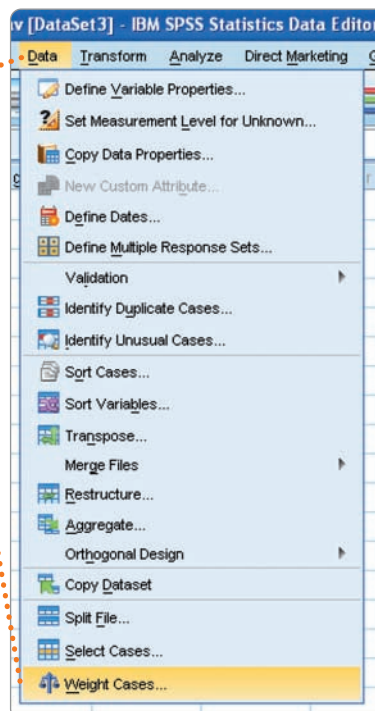 v [DataSet3] - IBM SPSS Statistics Data Edito
Data Transform Analyze Direct Marketing
Define Variable Properties...
Set Measurement Level for Unknown...
Copy Data Properties...
New Custom Attribute...
Define Dates...
Define Multiple Response Sets...
Validation
Identify Duplicate Cases...
Identify Unusual Cases...
Sort Cases...
Sort Variables...
Transpose...
Merge Files
Restructure...
Aggregate...
Orthogonal Design
Copy Dataset
Split File...
Select Cases...
Weight Cases...